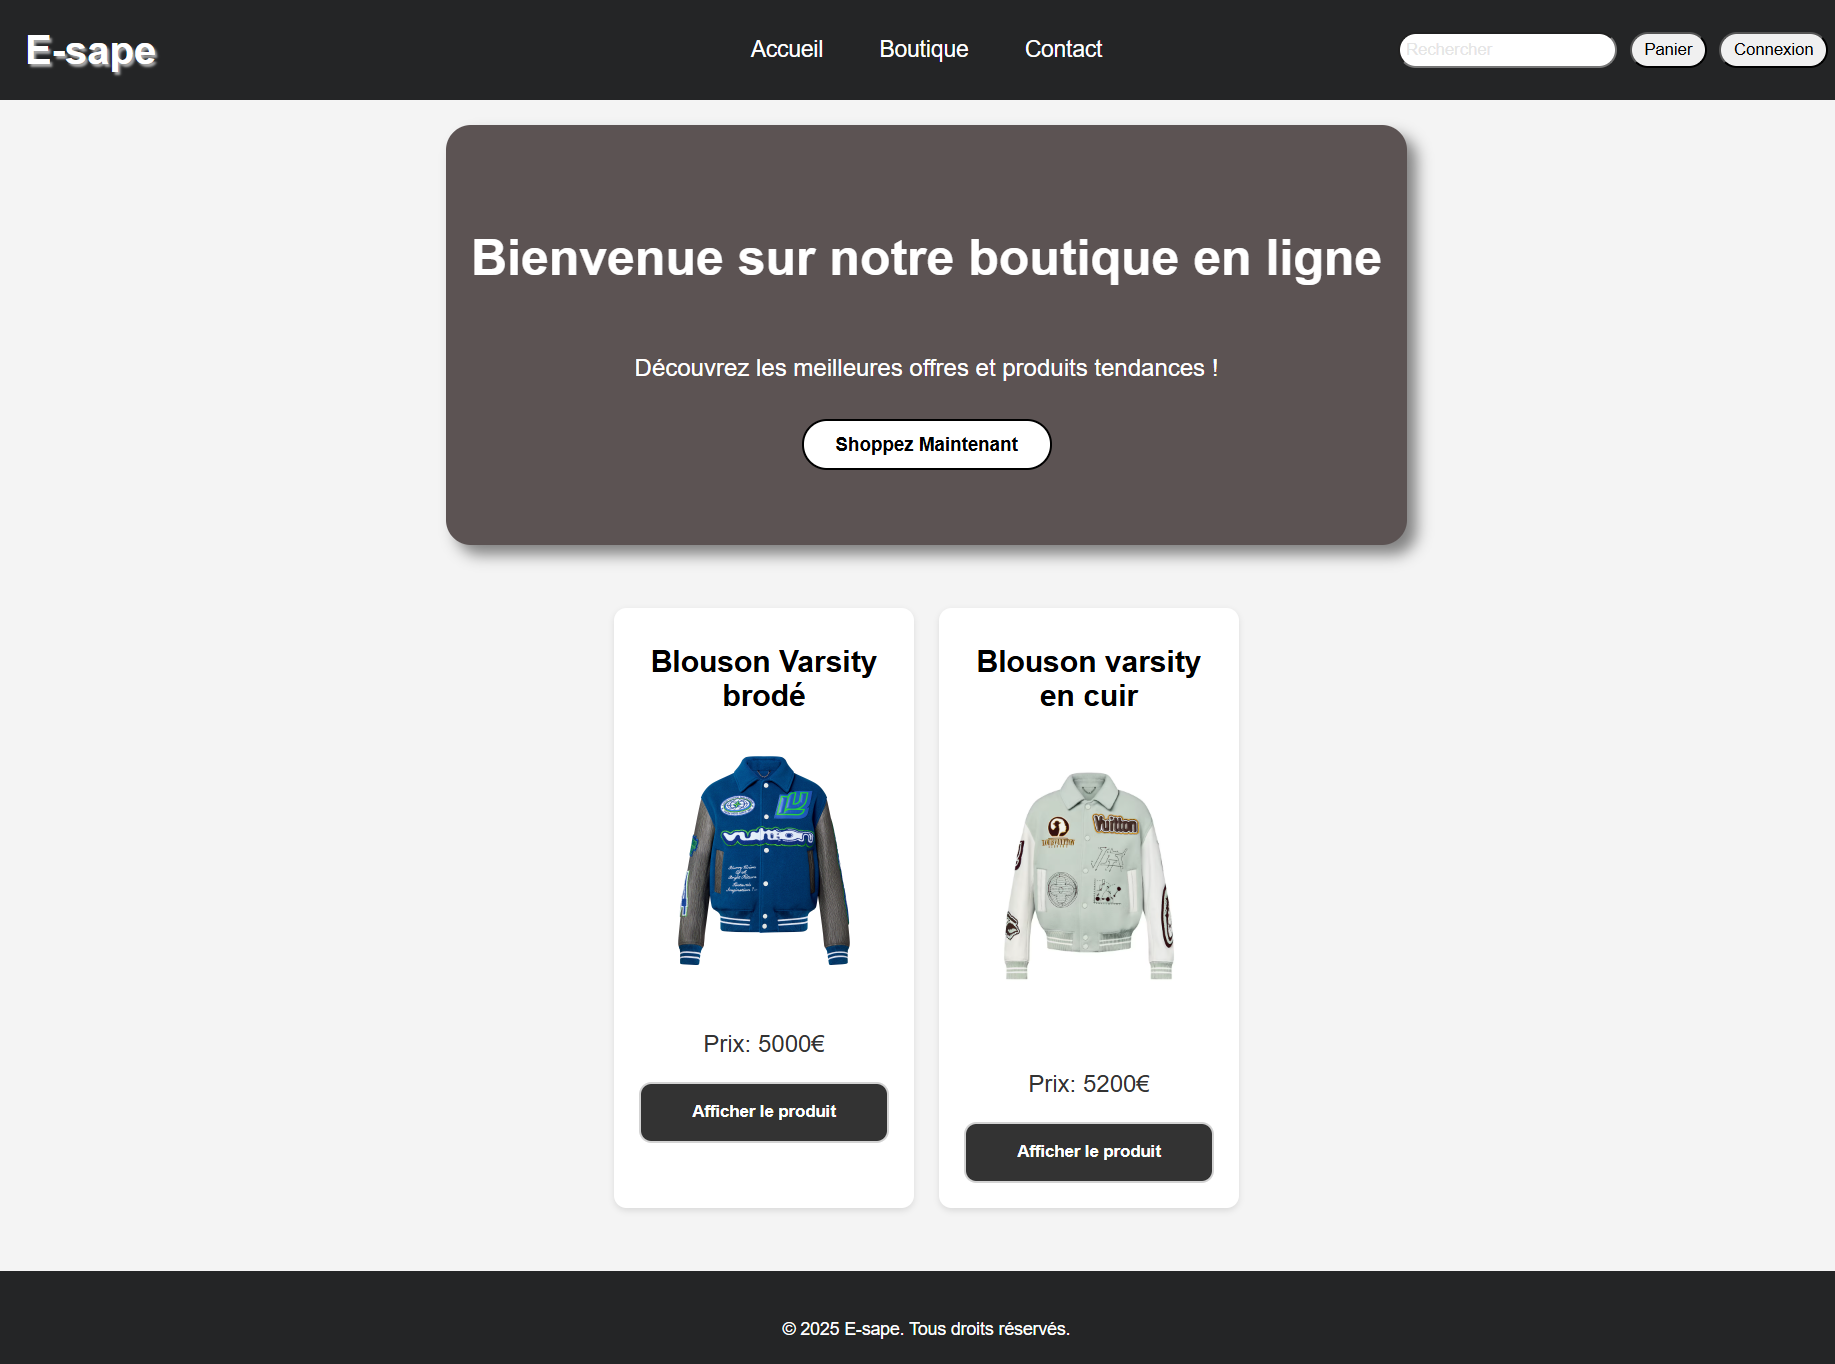 E-sape
Accueil Boutique Contact
Rechercher
Panier
Connexion
Bienvenue sur notre boutique en ligne
Découvrez les meilleures offres et produits tendances !
Shoppez Maintenant
Blouson Varsity
brodé
vuitton
Prix: 5000€
Afficher le produit
Blouson varsity
en cuir
Vuitton
LOUIS VUITTON
Prix: 5200€
Afficher le produit
© 2025 E-sape. Tous droits réservés.